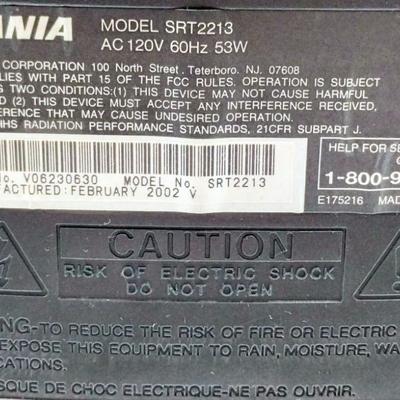 ANIA
MODEL SRT2213
AC 120V 60Hz 53W
CORPORATION 100 North Street. Teterboro, NJ. 07608
LIES WITH PART 15 OF THE FCC RULES. OPERATION IS SUBJECT
TWO CONDITIONS:(1) THIS DEVICE MAY NOT CAUSE HARMFUL
AND (2) THIS DEVICE MUST ACCEPT ANY INTERFERENCE
ERENCE THAT MAY CAUSE UNDESIRED OPERATION.
HHS RADIATION PERFORMANCE STANDARDS, 21CFR SUBPART J.
o. V06230630 MODEL No. SRT2213
FACTURED: FEBRUARY 2002 V
HELP FOR SE
1-800-9
E175216 MAD
CAUTION
RISK OF ELECTRIC SHOCK
DO NOT OPEN
NG-TO REDUCE THE RISK OF FIRE OR ELECTRIC
EXPOSE THIS EQUIPMENT TO RAIN, MOISTURE, WA
CATIONS.
SQUE DE CHOC ELECTRIQUE-NE PAS OUVRIR.